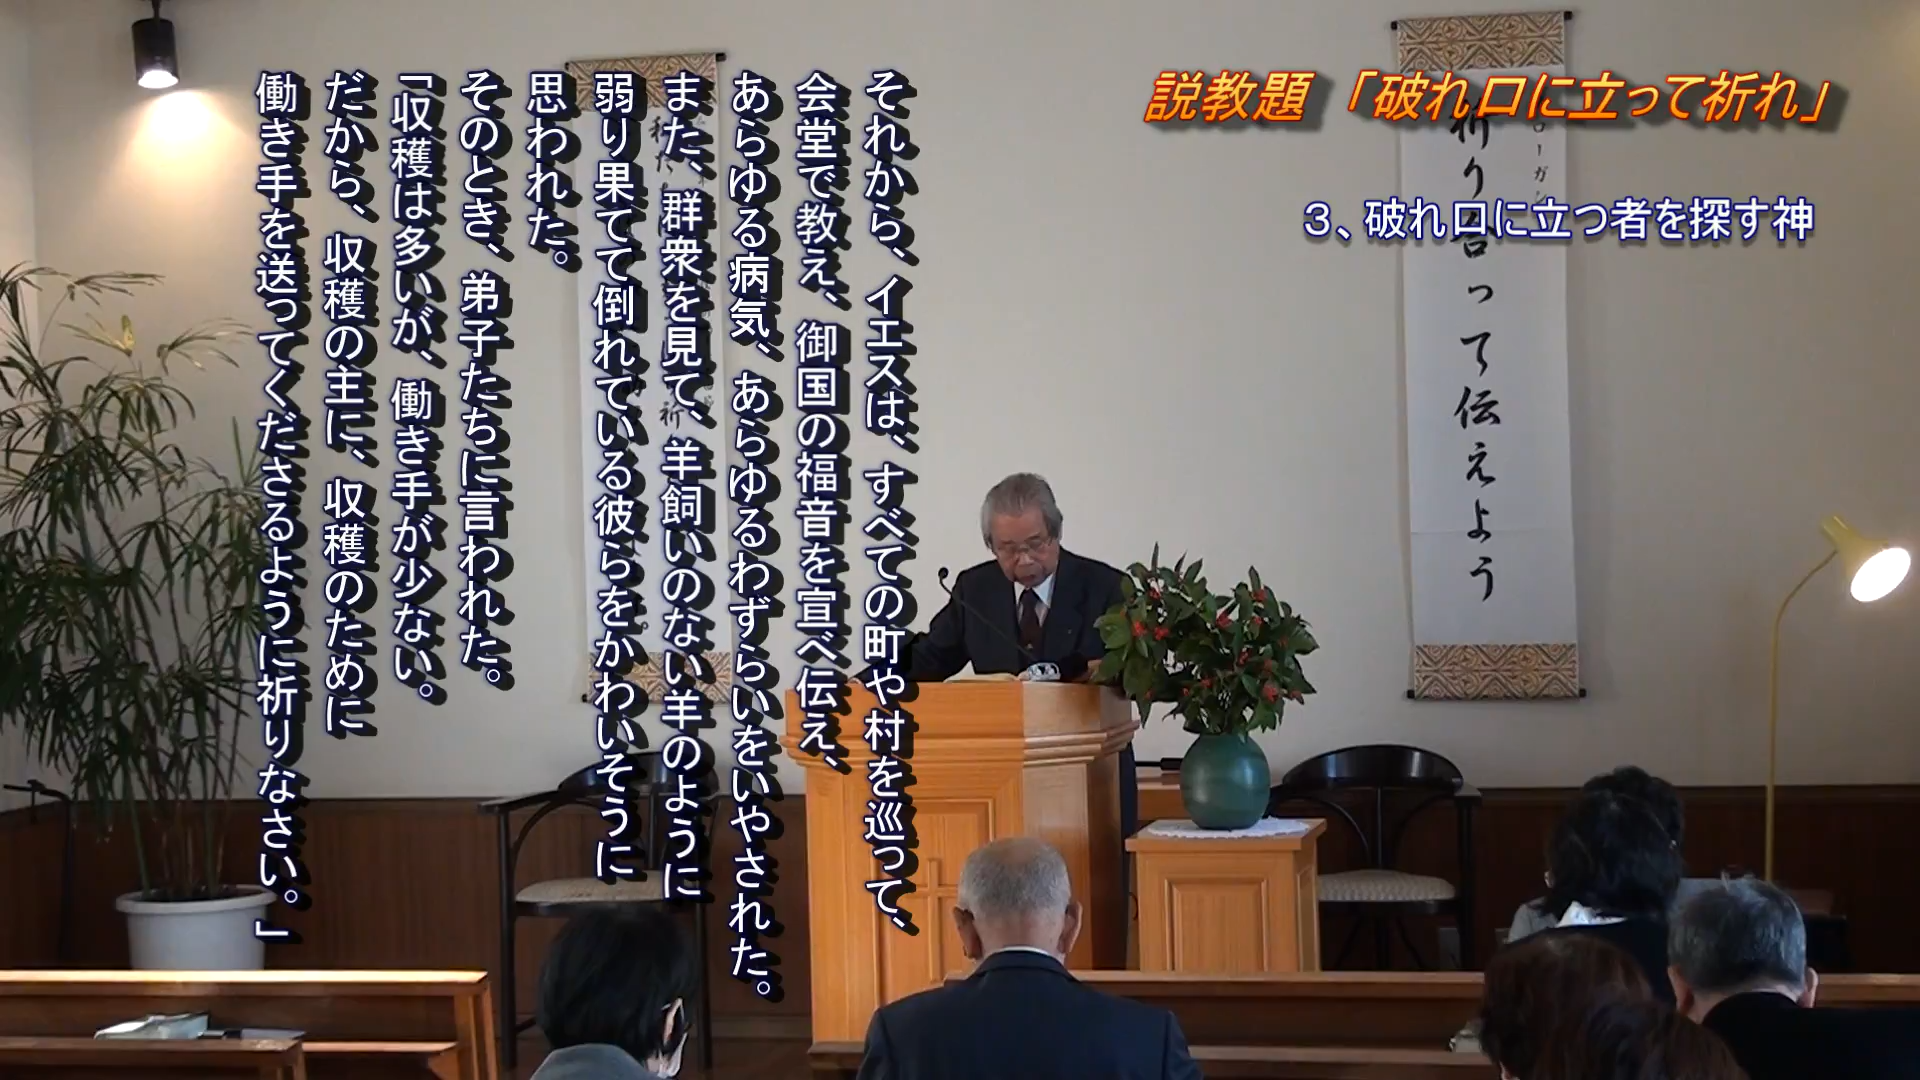 説教題 「破れ口に立って祈れ」
３、破れ口に立つ者を探す神
祈り合って伝えよう
それから、イエスは、すべての町や村を巡って、
会堂で教え、御国の福音を宣べ伝え、
あらゆる病気、あらゆるわずらいをいやされた。
また、群衆を見て、羊飼いのない羊のように
弱り果てて倒れている彼らをかわいそうに
思われた。
そのとき、弟子たちに言われた。
「収穫は多いが、働き手が少ない。
だから、収穫の主に、収穫のために
働き手を送ってくださるように祈りなさい。」